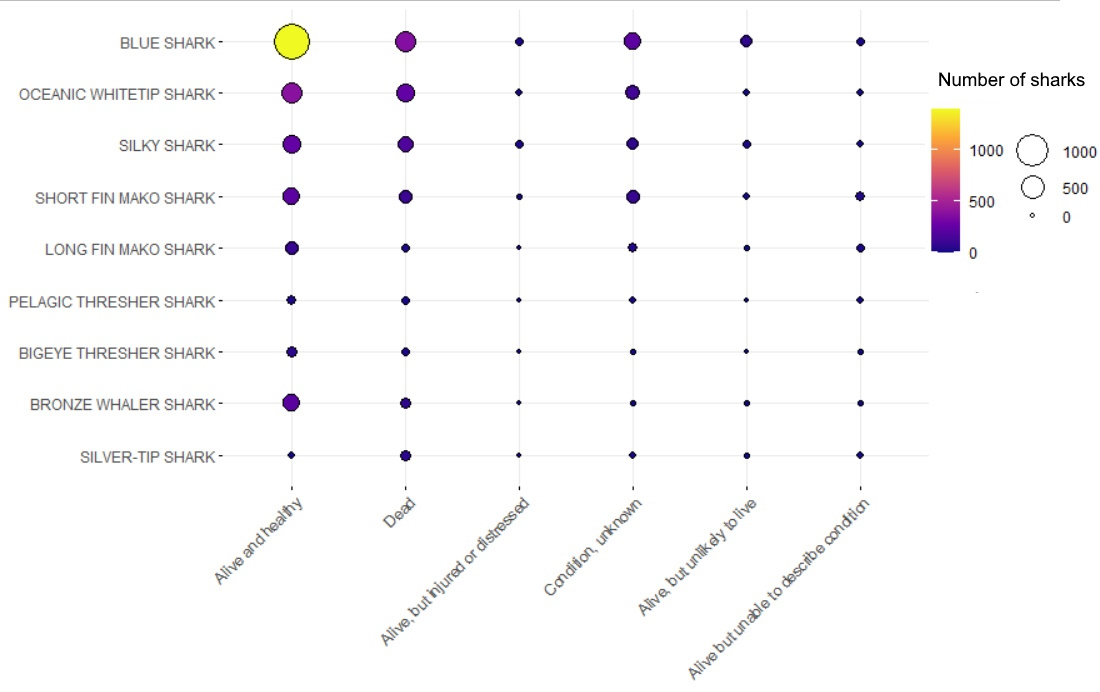 BLUE SHARK
OCEANIC WHITETIP SHARK
SILKY SHARK
SHORT FIN MAKO SHARK
LONG FIN MAKO SHARK
PELAGIC THRESHER SHARK
BIGEYE THRESHER SHARK
BRONZE WHALER SHARK
SILVER-TIP SHARK
Alive and healthy
Dead
Alive, but injured or distressed
Condition, unknown
Alive, but unlikely to live
Alive but unable to describe condition
Number of sharks
1000
500
0
1000
500
0